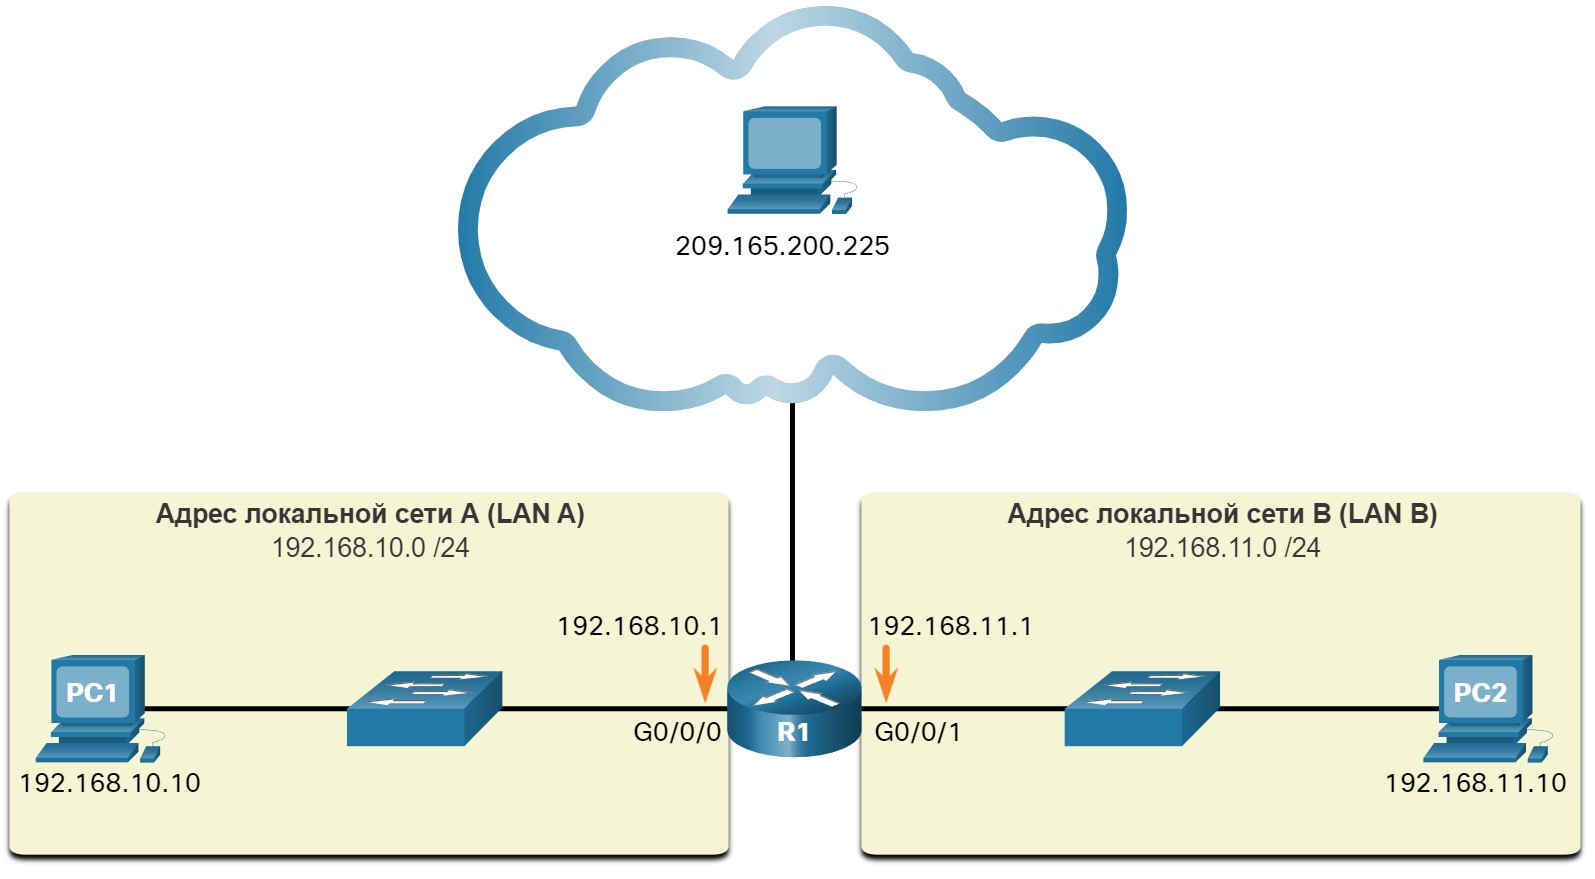 209.165.200.225
Адрес локальной сети A (LAN A)
192.168.10.0 /24
192.168.10.1
PC1
G0/0/0
192.168.10.10
R1
Адрес локальной сети B (LAN B)
192.168.11.0 /24
192.168.11.1
G0/0/1
PC2
192.168.11.10